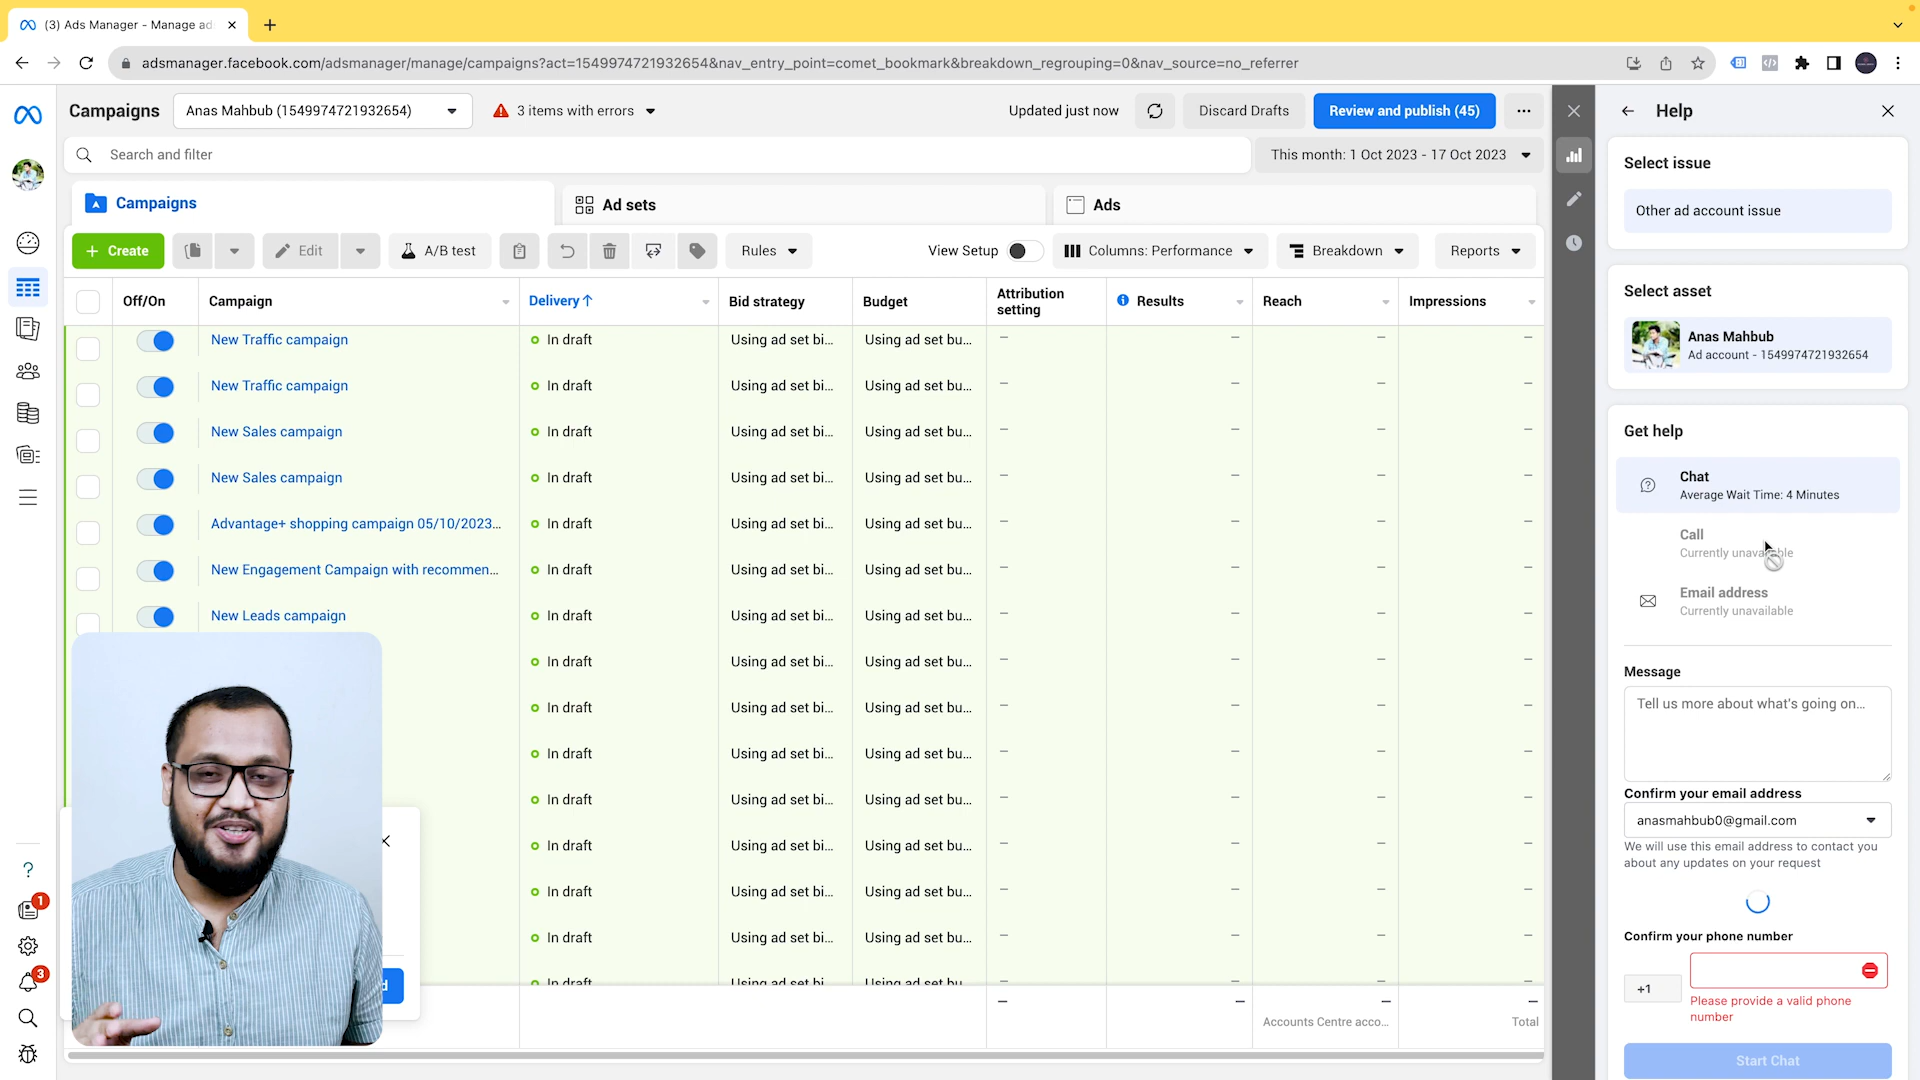 (3) Ads Manager - Manage ad
adsmanager.facebook.com/adsmanager/manage/campaigns?act=1549974721932654&nav_entry_point=comet_bookmark&breakdown_regrouping=0&nav_source=no_referrer
Campaigns
Anas Mahbub (1549974721932654)
3 items with errors
Updated just now
Discard Drafts
Review and publish (45)
Search and filter
This month: 1 Oct 2023 - 17 Oct 2023
Campaigns
Ad sets
Ads
+ Create
Edit
A/B test
Rules
View Setup
Columns: Performance
Breakdown
Reports
Off/On Campaign Delivery↑ Bid strategy Budget Attribution setting Results Reach Impressions
New Traffic campaign In draft Using ad set bi... Using ad set bu... – – – –
New Traffic campaign In draft Using ad set bi... Using ad set bu... – – – –
New Sales campaign In draft Using ad set bi... Using ad set bu... – – – –
New Sales campaign In draft Using ad set bi... Using ad set bu... – – – –
Advantage+ shopping campaign 05/10/2023... In draft Using ad set bi... Using ad set bu... – – – –
New Engagement Campaign with recommen... In draft Using ad set bi... Using ad set bu... – – – –
New Leads campaign In draft Using ad set bi... Using ad set bu... – – – –
In draft Using ad set bi... Using ad set bu... – – – –
In draft Using ad set bi... Using ad set bu... – – – –
In draft Using ad set bi... Using ad set bu... – – – –
In draft Using ad set bi... Using ad set bu... – – – –
In draft Using ad set bi... Using ad set bu... – – – –
In draft Using ad set bi... Using ad set bu... – – – –
In draft Using ad set bi... Using ad set bu... – – – –
In draft Using ad set bi... Using ad set bu... – – – –
– – – –
Accounts Centre acco... Total
d
1
3
Help
Select issue
Other ad account issue
Select asset
Anas Mahbub
Ad account - 1549974721932654
Get help
Chat
Average Wait Time: 4 Minutes
Call
Currently unavailable
Email address
Currently unavailable
Message
Tell us more about what's going on...
Confirm your email address
anasmahbub0@gmail.com
We will use this email address to contact you
about any updates on your request
Confirm your phone number
+1
Please provide a valid phone
number
Start Chat